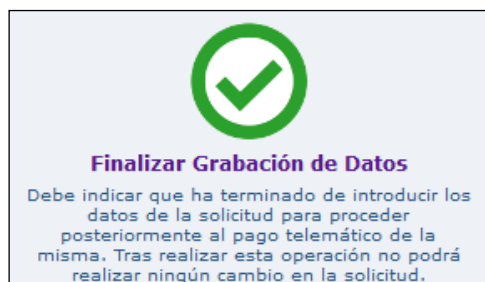 Finalizar Grabación de Datos
Debe indicar que ha terminado de introducir los
datos de la solicitud para proceder
posteriormente al pago telemático de la
misma. Tras realizar esta operación no podrá
realizar ningún cambio en la solicitud.